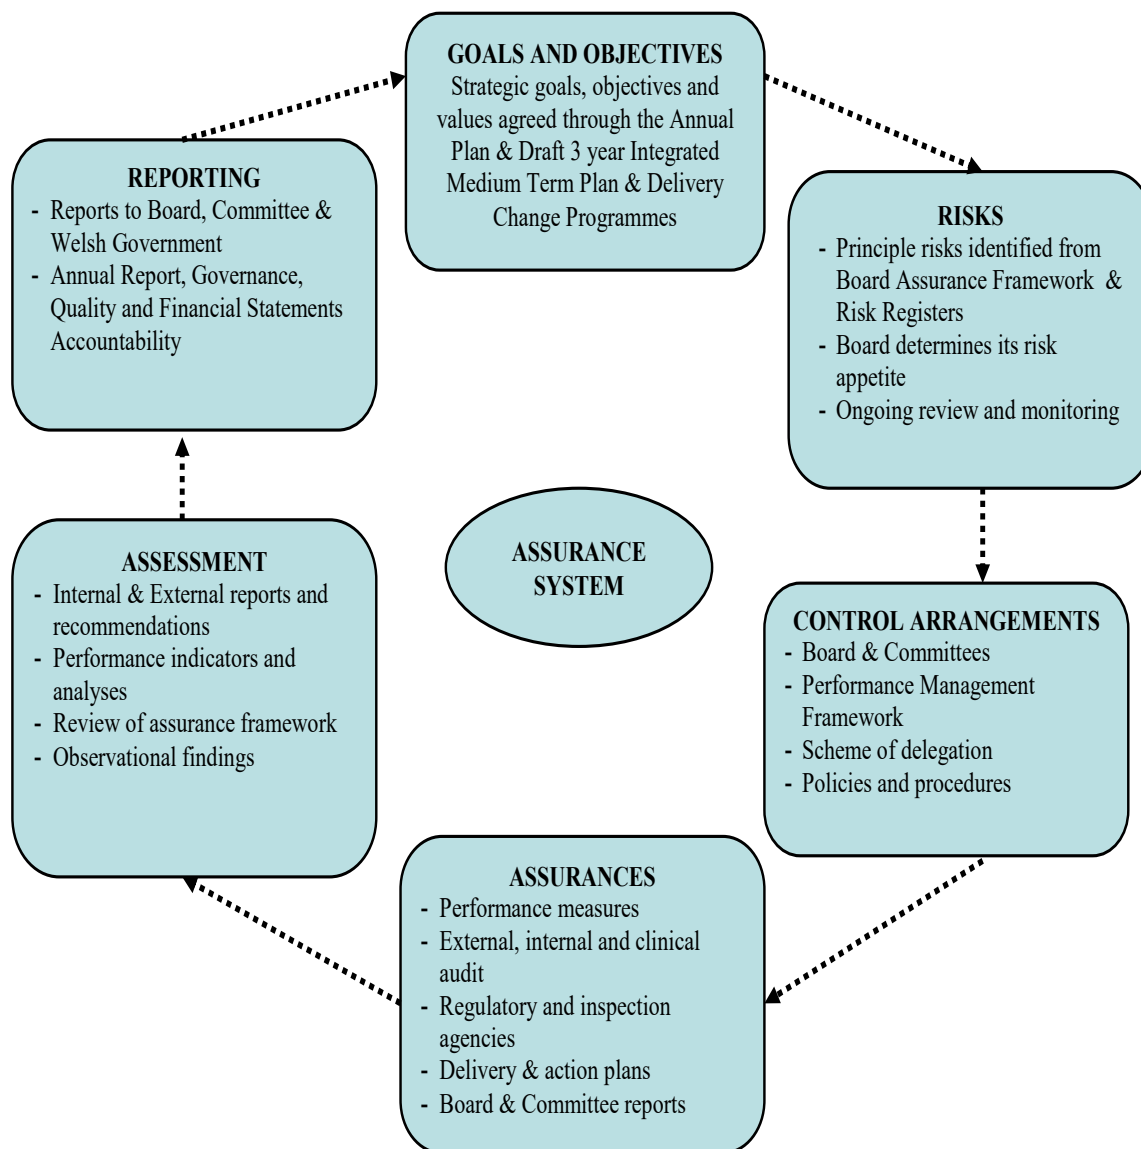 GOALS AND OBJECTIVES
Strategic goals, objectives and
values agreed through the Annual
Plan & Draft 3 year Integrated
Medium Term Plan & Delivery
Change Programmes
RISKS
- Principle risks identified from
Board Assurance Framework &
Risk Registers
- Board determines its risk
appetite
- Ongoing review and monitoring
CONTROL ARRANGEMENTS
- Board & Committees
- Performance Management
Framework
- Scheme of delegation
- Policies and procedures
ASSURANCES
- Performance measures
- External, internal and clinical
audit
- Regulatory and inspection
agencies
- Delivery & action plans
- Board & Committee reports
ASSESSMENT
- Internal & External reports and
recommendations
- Performance indicators and
analyses
- Review of assurance framework
- Observational findings
REPORTING
- Reports to Board, Committee &
Welsh Government
- Annual Report, Governance,
Quality and Financial Statements
Accountability
ASSURANCE
SYSTEM